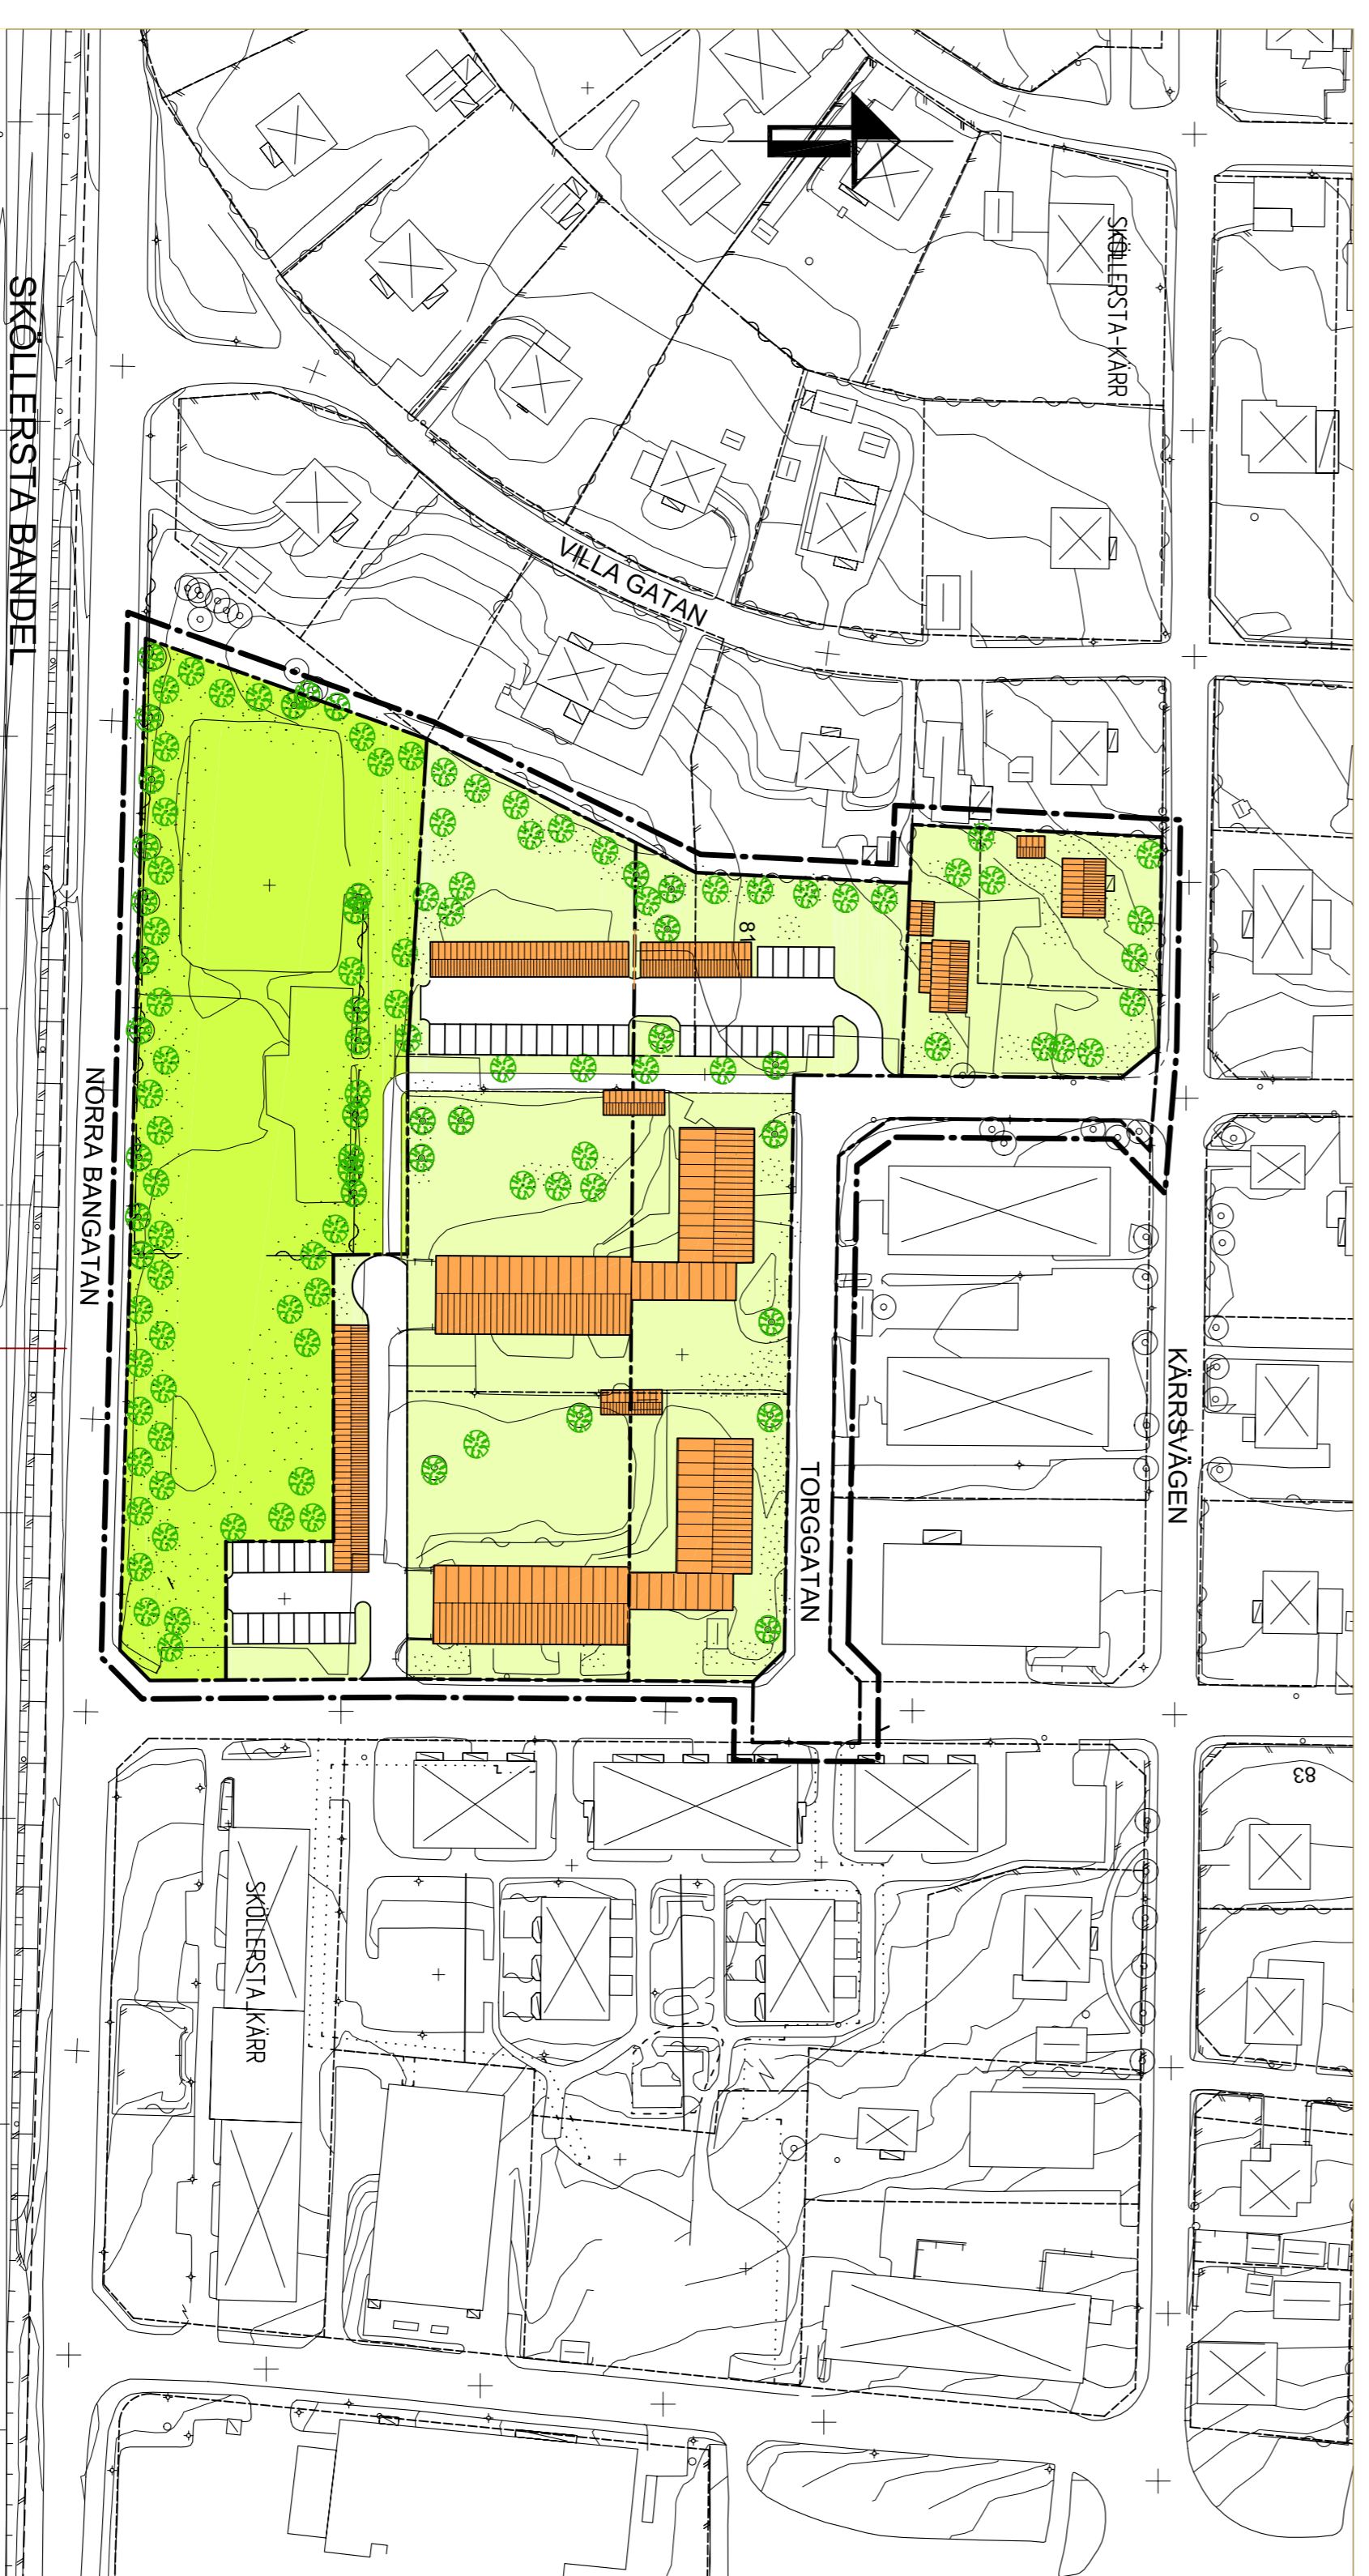 SKÖLLERSTA-KÄRR
SKÖLLERSTA BANDEL
VILLA GATAN
81
NORRA BANGATAN
KÄRRSVÄGEN
TORGGATAN
83
SKÖLLERSTA-KÄRR